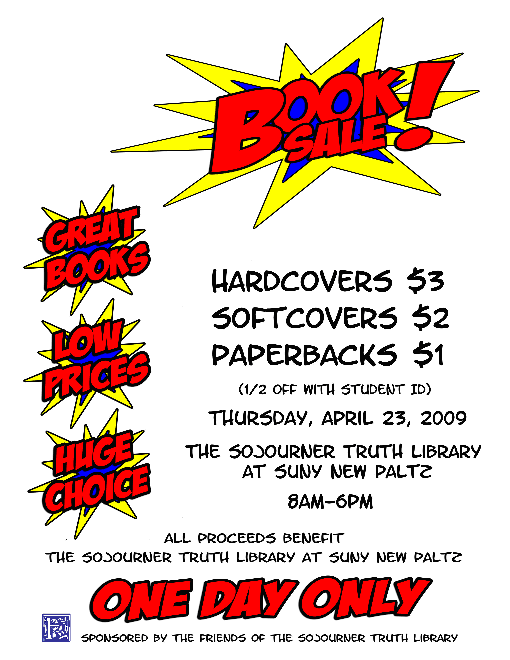 BOOK
SALE!
GREAT
BOOKS
LOW
PRICES
HUGE
CHOICE
HARDCOVERS $3
SOFTCOVERS $2
PAPERBACKS $1
(1/2 OFF WITH STUDENT ID)
THURSDAY, APRIL 23, 2009
THE SOJOURNER TRUTH LIBRARY
AT SUNY NEW PALTZ
8AM-6PM
ALL PROCEEDS BENEFIT
THE SOJOURNER TRUTH LIBRARY AT SUNY NEW PALTZ
ONE DAY ONLY
SPONSORED BY THE FRIENDS OF THE SOJOURNER TRUTH LIBRARY